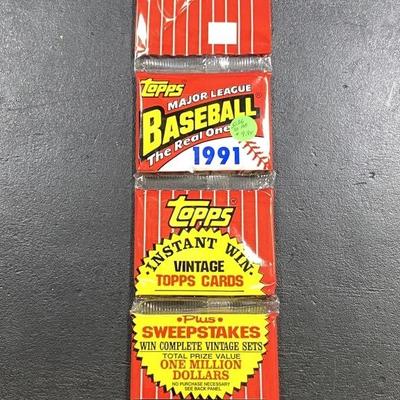 Topps
MAJOR LEAGUE ®
BASEBALL
The Real One
1991
Topps®
INSTANT WIN
VINTAGE
TOPPS CARDS
• Plus •
SWEEPSTAKES
WIN COMPLETE VINTAGE SETS
TOTAL PRIZE VALUE
ONE MILLION
DOLLARS
NO PURCHASE NECESSARY
SEE BACK PANEL